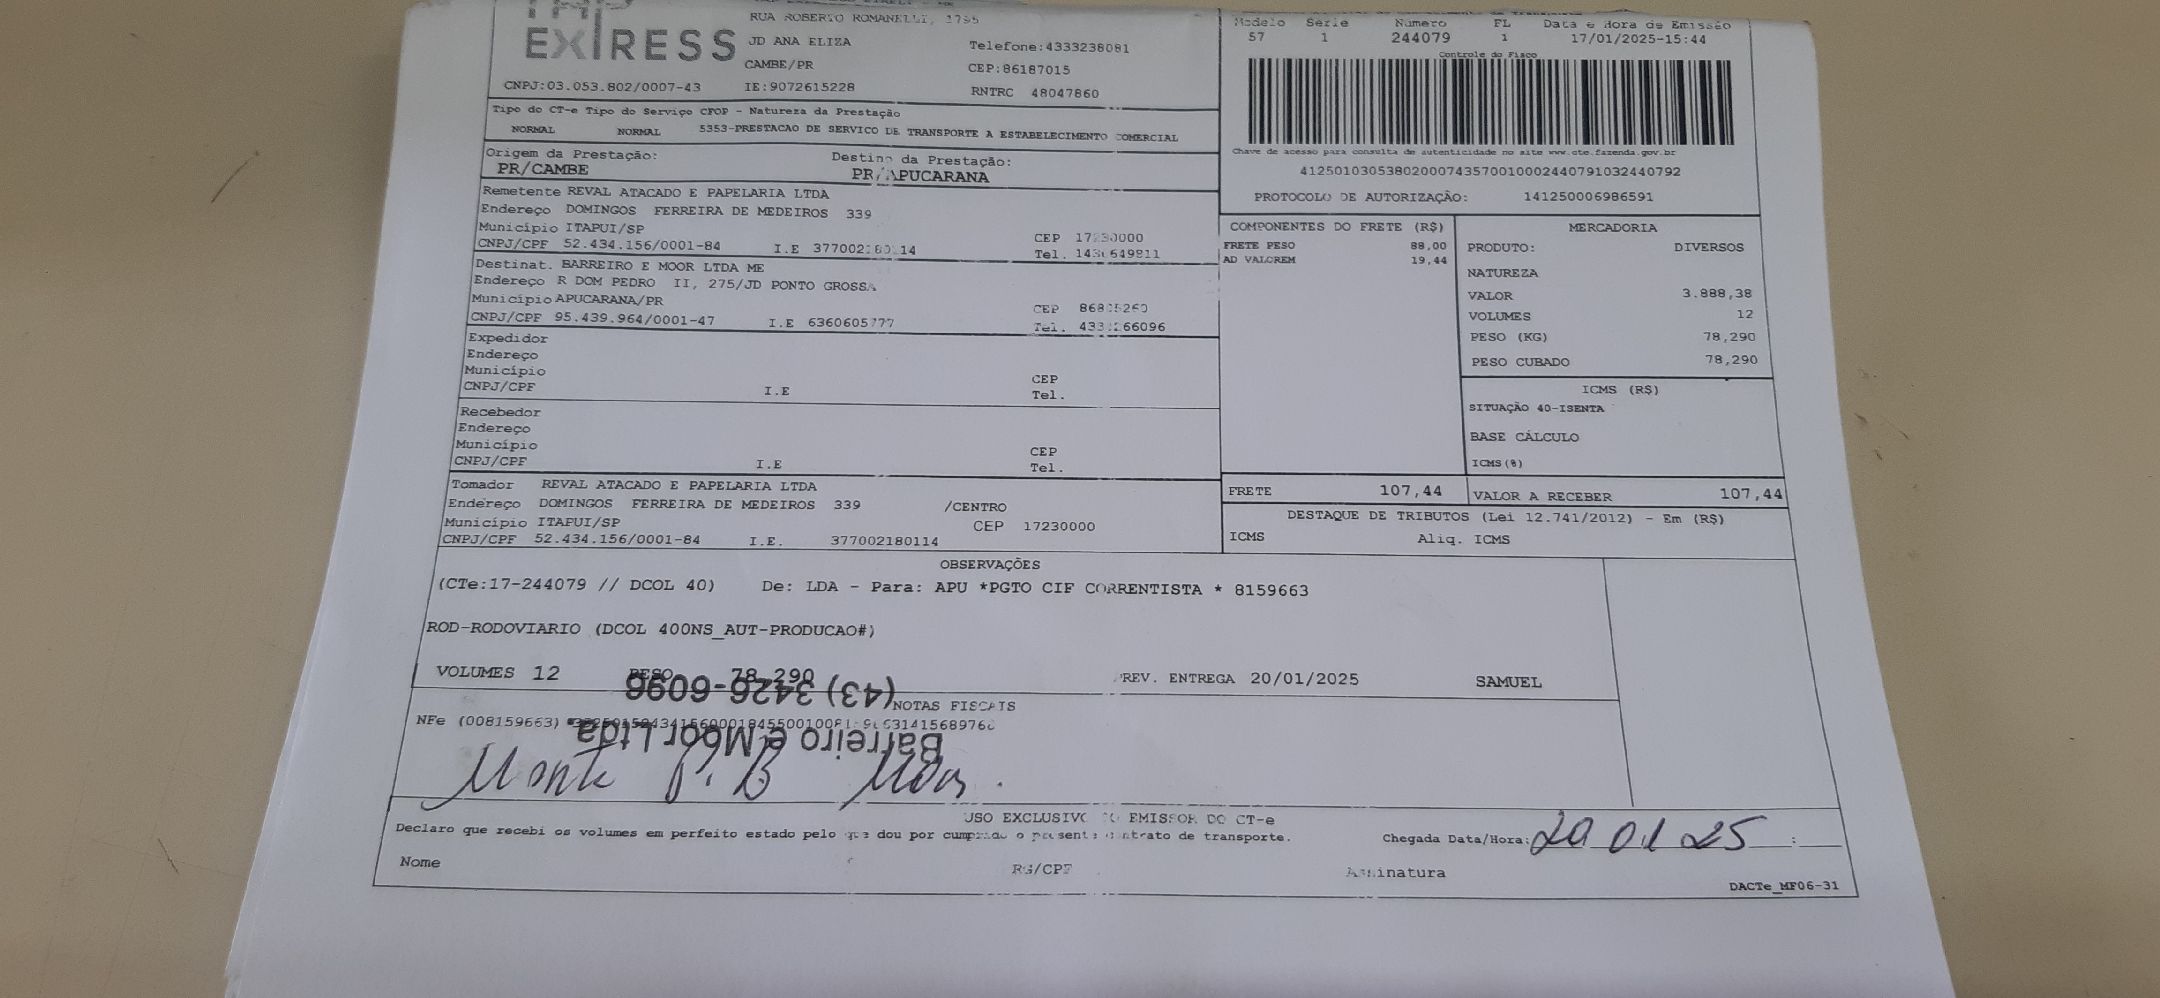 EXPRESS
RUA ROBERTO ROMANELLI, 1795
JD ANA ELIZA
CAMBE/PR
Telefone:4333238081
CEP:86187015
CNPJ:03.053.802/0007-43 IE:9072615228 RNTRC 48047860
Modelo Série Número FL Data e Hora de Emissão
57 1 244079 1 17/01/2025-15:44
Controle do Fisco
Tipo do CT-e Tipo do Serviço CFOP - Natureza da Prestação
NORMAL NORMAL 5353-PRESTACAO DE SERVICO DE TRANSPORTE A ESTABELECIMENTO COMERCIAL
Chave de acesso para consulta de autenticidade no site www.cte.fazenda.gov.br
41250103053802000743570010002440791032440792
PROTOCOLO DE AUTORIZAÇÃO: 141250006986591
Origem da Prestação: Destino da Prestação:
PR/CAMBE PR/APUCARANA
Remetente REVAL ATACADO E PAPELARIA LTDA
Endereço DOMINGOS FERREIRA DE MEDEIROS 339
Município ITAPUI/SP CEP 17230000
CNPJ/CPF 52.434.156/0001-84 I.E 377002180114 Tel.
Destinat. BARREIRO E MOOR LTDA ME
Endereço R DOM PEDRO II, 275/JD PONTO GROSSA
Município APUCARANA/PR CEP
CNPJ/CPF 95.439.964/0001-47 I.E Tel.
Expedidor
Endereço
Município CEP
CNPJ/CPF I.E Tel.
Recebedor
Endereço
Município CEP
CNPJ/CPF I.E Tel.
Tomador REVAL ATACADO E PAPELARIA LTDA
Endereço DOMINGOS FERREIRA DE MEDEIROS 339 /CENTRO
Município ITAPUI/SP CEP 17230000
CNPJ/CPF 52.434.156/0001-84 I.E. 377002180114
COMPONENTES DO FRETE (R$)
FRETE PESO 88,00
AD VALOREM 19,44
MERCADORIA
PRODUTO: DIVERSOS
NATUREZA
VALOR 3.888,38
VOLUMES 12
PESO (KG) 78,290
PESO CUBADO 78,290
ICMS (R$)
SITUAÇÃO 40-ISENTA
BASE CÁLCULO
ICMS(%)
FRETE 107,44 VALOR A RECEBER 107,44
DESTAQUE DE TRIBUTOS (Lei 12.741/2012) - Em (R$)
ICMS Aliq. ICMS
OBSERVAÇÕES
(CTe:17-244079 // DCOL 40) De: LDA - Para: APU *PGTO CIF CORRENTISTA * 8159663
ROD-RODOVIARIO (DCOL 400NS_AUT-PRODUCAO#)
VOLUMES 12 PESO 78,290 PREV. ENTREGA 20/01/2025 SAMUEL
(43) 3426-6096
NOTAS FISCAIS
NFe (008159663)
Barreiro e Moor Ltda
USO EXCLUSIVO DO EMISSOR DO CT-e
Declaro que recebi os volumes em perfeito estado pelo que dou por cumprido o presente contrato de transporte.
Chegada Data/Hora: 20 01 25 :
Nome RG/CPF Assinatura
DACTe_MF06-31